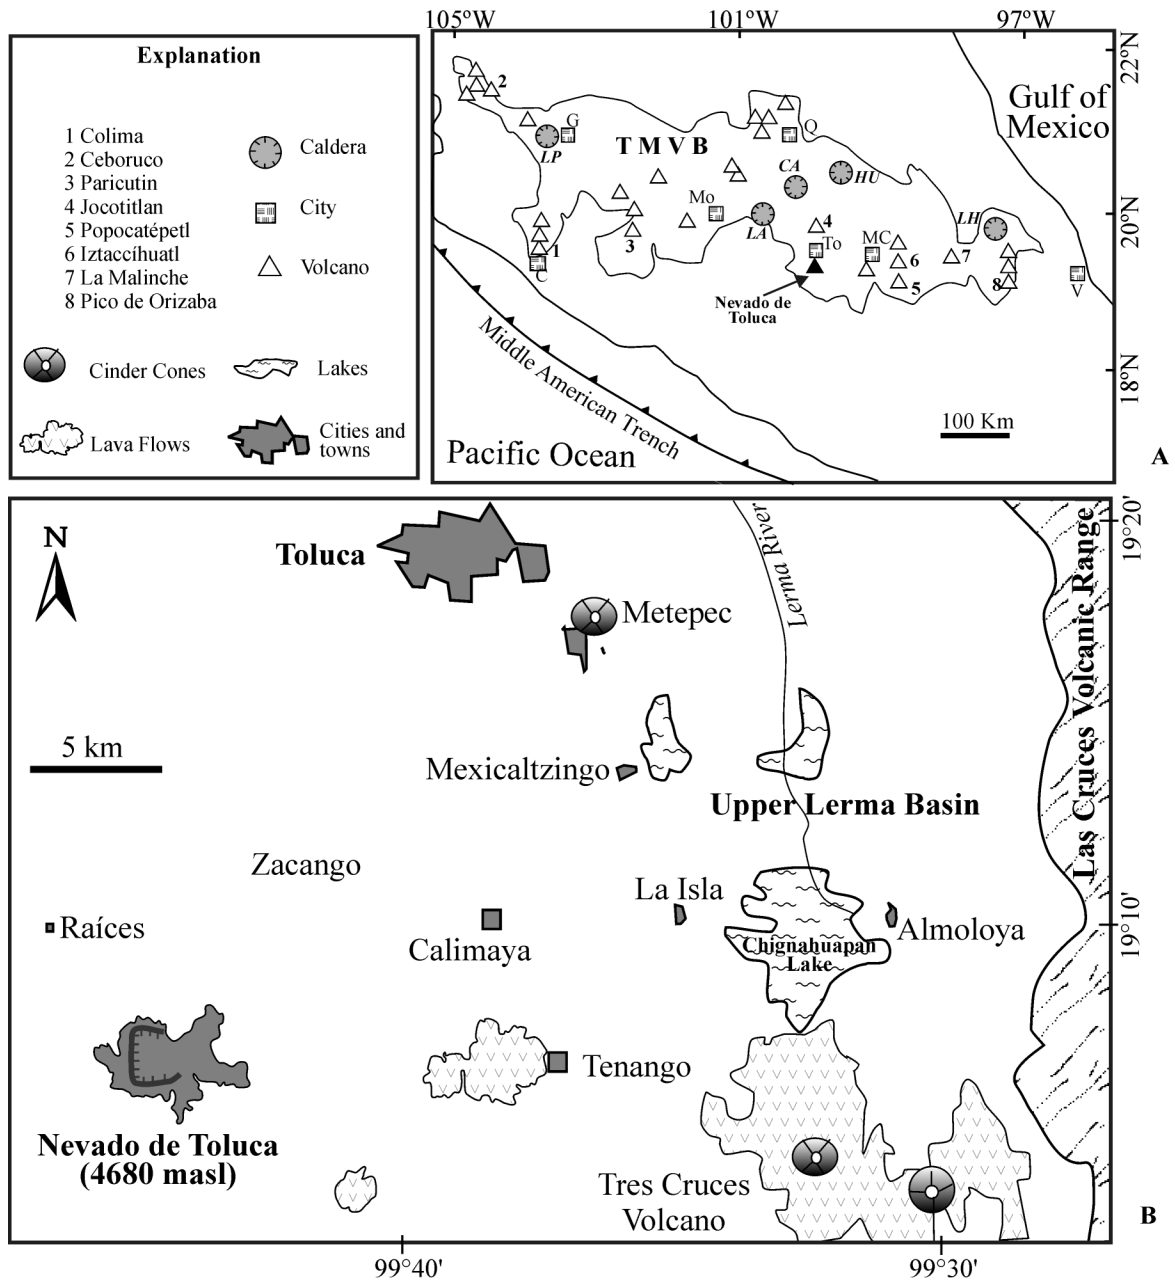 105°W 101°W 97°W
Explanation
1 Colima
2 Ceboruco
3 Paricutin
4 Jocotitlan
5 Popocatépetl
6 Iztaccíhuatl
7 La Malinche
8 Pico de Orizaba
Caldera
City
Volcano
Cinder Cones
Lakes
Lava Flows
Cities and
towns
22°N
20°N
18°N
Gulf of
Mexico
2
G
LP
T M V B
Q
CA
HU
Mo
LA
4
To
MC
LH
1
C
3
6
5
7
8
V
Nevado de
Toluca
Middle American Trench
Pacific Ocean
100 Km
A
N
Toluca
Metepec
Lerma River
19°20'
Las Cruces Volcanic Range
5 km
Mexicaltzingo
Upper Lerma Basin
Zacango
La Isla
Raíces
Calimaya
Almoloya
19°10'
Chignahuapan
Lake
Tenango
Nevado de Toluca
(4680 masl)
Tres Cruces
Volcano
B
99°40' 99°30'